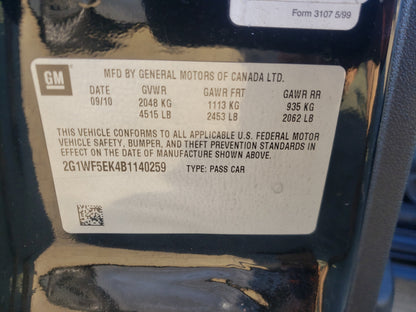 Form 3107 5/99
GM
MFD BY GENERAL MOTORS OF CANADA LTD.
DATE GVWR GAWR FRT GAWR RR
09/10 2048 KG 1113 KG 935 KG
4515 LB 2453 LB 2062 LB
THIS VEHICLE CONFORMS TO ALL APPLICABLE U.S. FEDERAL MOTOR
VEHICLE SAFETY, BUMPER, AND THEFT PREVENTION STANDARDS IN
EFFECT ON THE DATE OF MANUFACTURE SHOWN ABOVE.
2G1WF5EK4B1140259 TYPE: PASS CAR